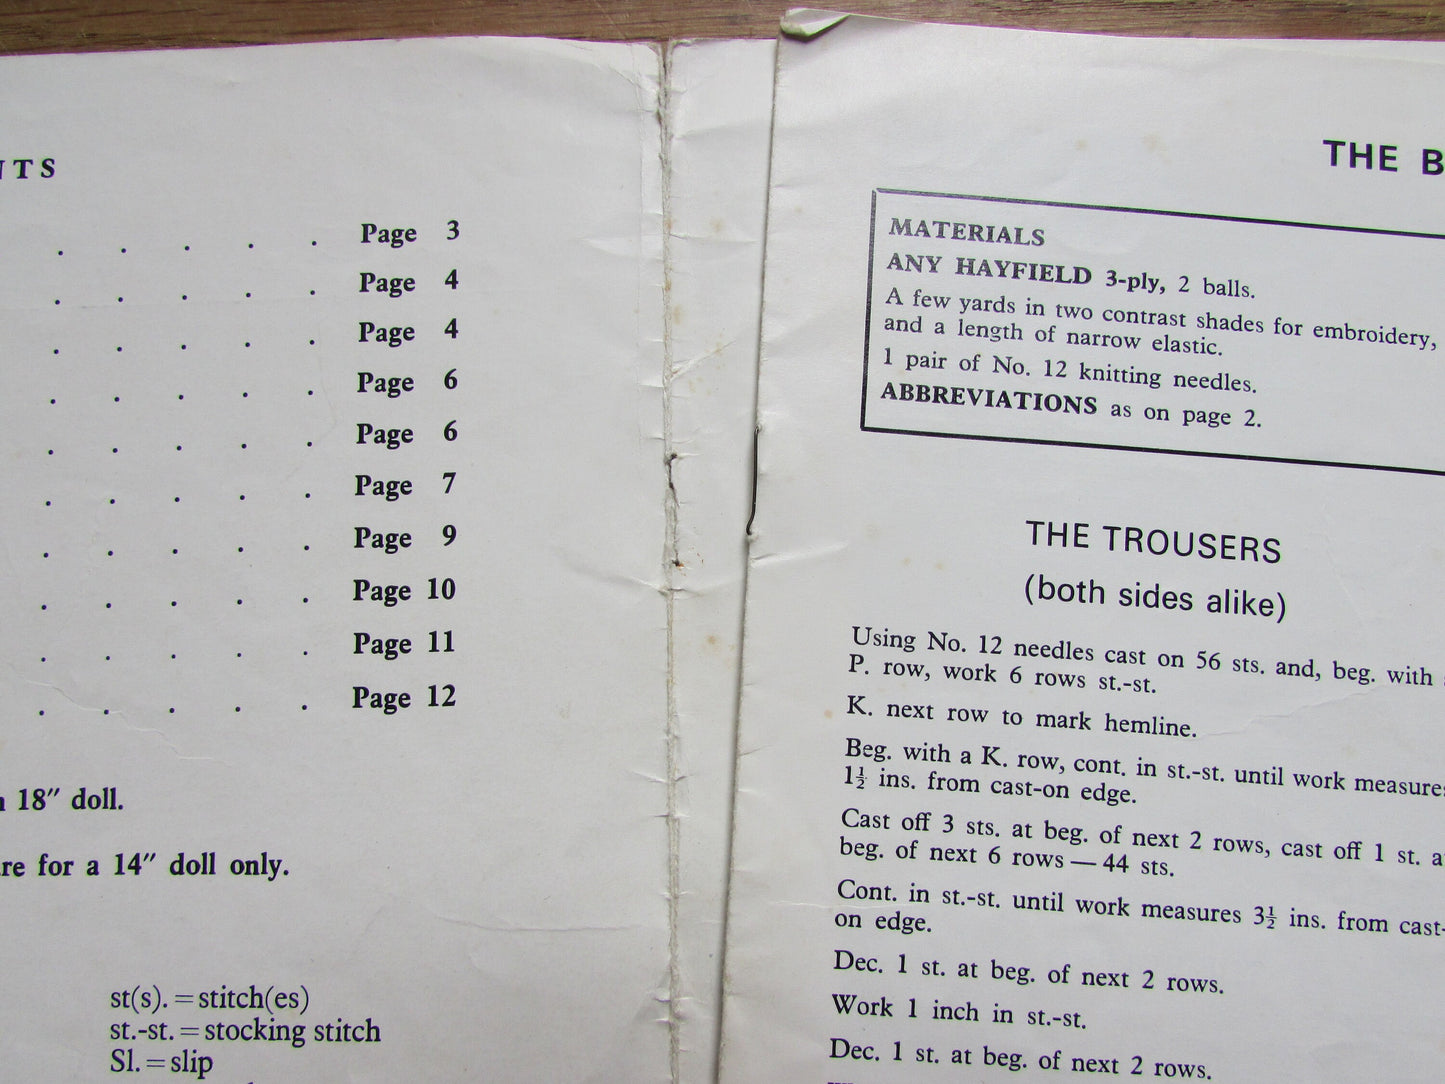 NTS
. . . . . Page 3
. . . . . Page 4
. . . . . Page 4
. . . . . Page 6
. . . . . Page 6
. . . . . Page 7
. . . . . Page 9
. . . . . Page 10
. . . . . Page 11
. . . . . Page 12
18″ doll.
re for a 14″ doll only.
st(s). = stitch(es)
st.-st. = stocking stitch
Sl. = slip
THE B
MATERIALS
ANY HAYFIELD 3-ply, 2 balls.
A few yards in two contrast shades for embroidery,
and a length of narrow elastic.
1 pair of No. 12 knitting needles.
ABBREVIATIONS as on page 2.
THE TROUSERS
(both sides alike)
Using No. 12 needles cast on 56 sts. and, beg. with
P. row, work 6 rows st.-st.
K. next row to mark hemline.
Beg. with a K. row, cont. in st.-st. until work measures
1½ ins. from cast-on edge.
Cast off 3 sts. at beg. of next 2 rows, cast off 1 st. a
beg. of next 6 rows — 44 sts.
Cont. in st.-st. until work measures 3½ ins. from cast-
on edge.
Dec. 1 st. at beg. of next 2 rows.
Work 1 inch in st.-st.
Dec. 1 st. at beg. of next 2 rows.